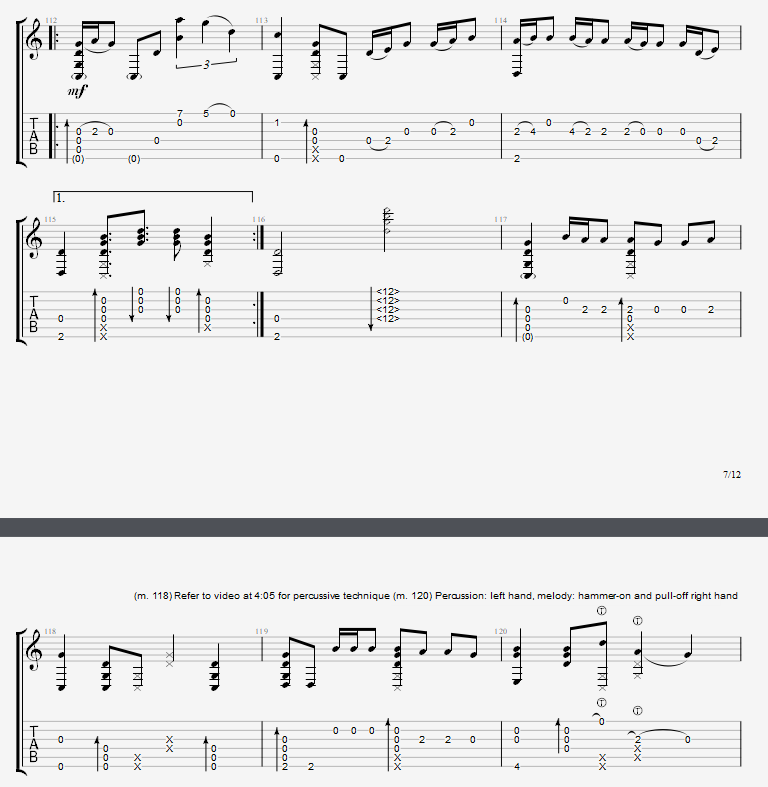 112 113 114
mf
3
T 0 2 0 0 7 5 0 1 0 0 2 0 2 4 0 4 2 2 2 0 0 0
A 0 0 0 0 0 0 2 0 2
B (0) (0) 0 X X 0 2
1.
115 116 117
T 0 0 0 0 <12> 0
A 0 0 0 0 0 0 0 0 <12> <12> 0 2 2 2 0 0 2
B 2 X X X 2 <12> 0 0 (0) 0 X X
7/12
(m. 118) Refer to video at 4:05 for percussive technique (m. 120) Percussion: left hand, melody: hammer-on and pull-off right hand
118 119 120
T T
T T
T 0 X 0 0 0 0 0 0 0 0
A 0 X 0 0 0 0 2 2 0 0 0 2 0
B 0 0 0 X X 0 0 2 2 X X 4 X X X X